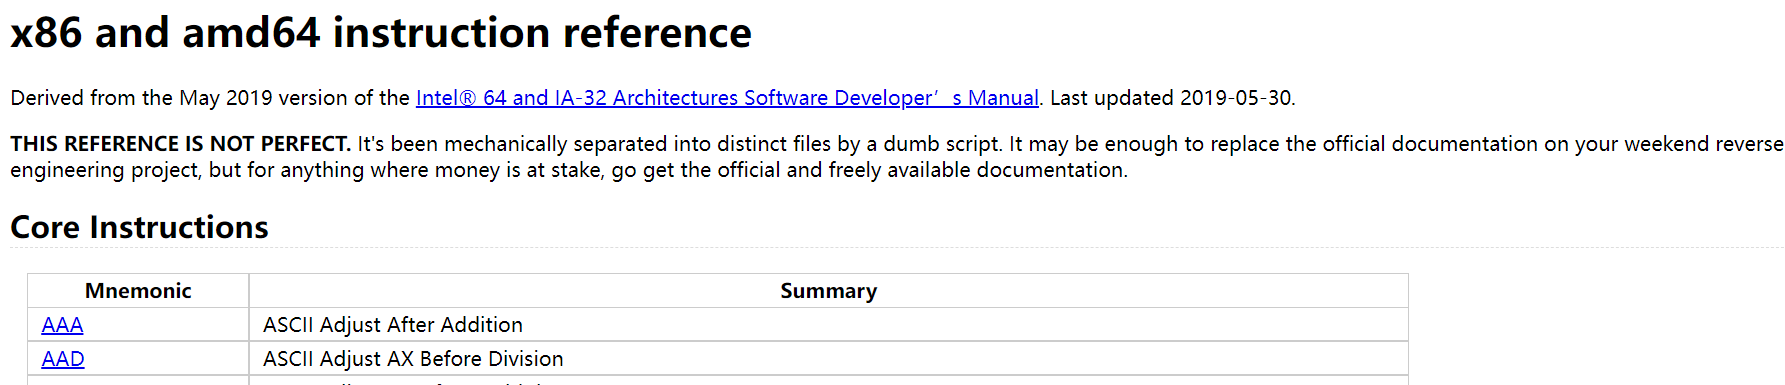 x86 and amd64 instruction reference
Derived from the May 2019 version of the Intel® 64 and IA-32 Architectures Software Developer’s Manual. Last updated 2019-05-30.
THIS REFERENCE IS NOT PERFECT. It's been mechanically separated into distinct files by a dumb script. It may be enough to replace the official documentation on your weekend reverse
engineering project, but for anything where money is at stake, go get the official and freely available documentation.
Core Instructions
Mnemonic Summary
AAA ASCII Adjust After Addition
AAD ASCII Adjust AX Before Division